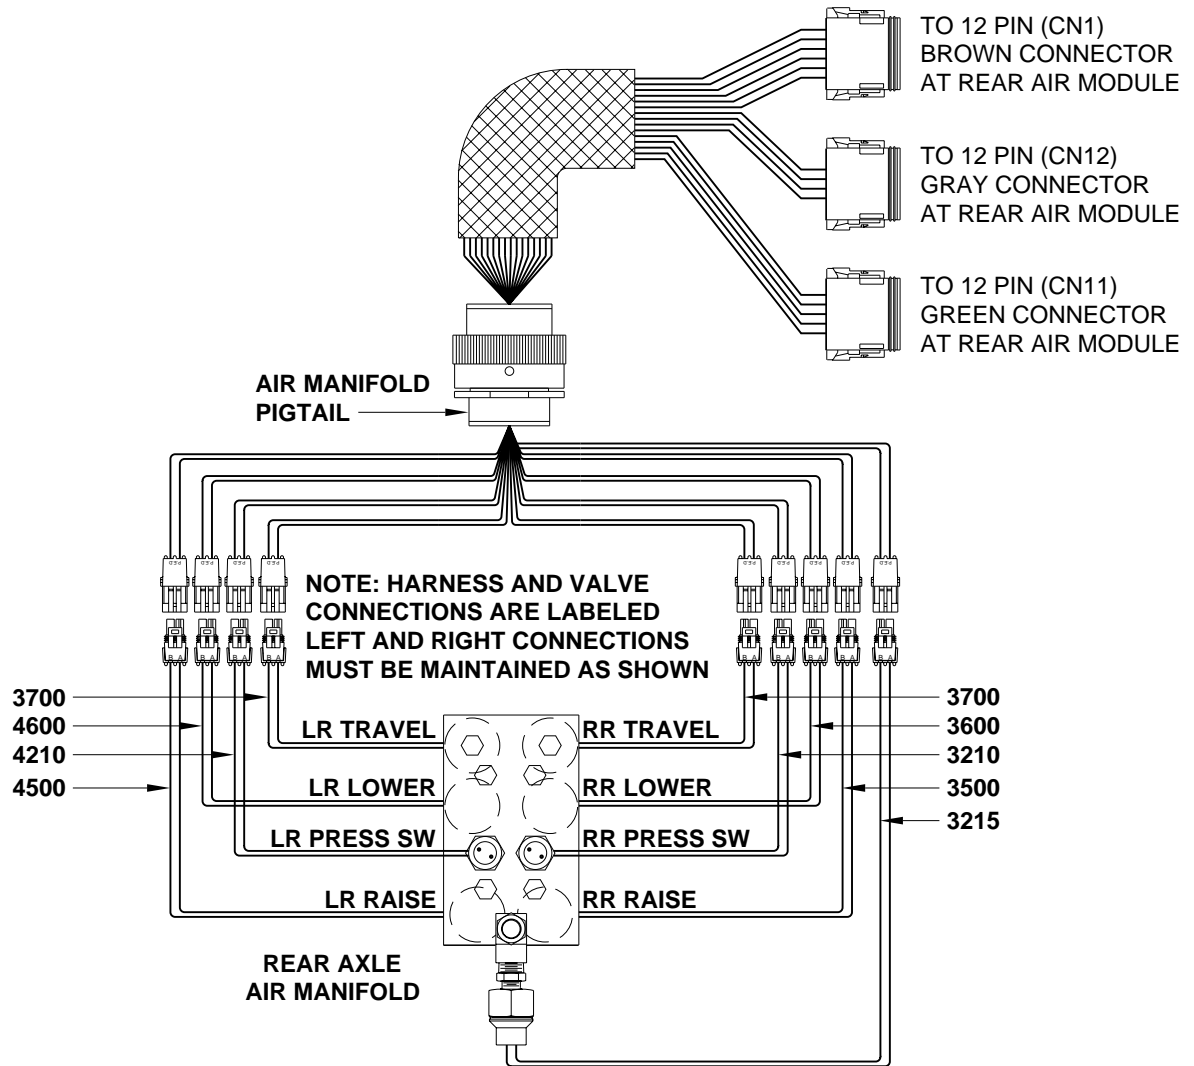 TO 12 PIN (CN1)
BROWN CONNECTOR
AT REAR AIR MODULE
TO 12 PIN (CN12)
GRAY CONNECTOR
AT REAR AIR MODULE
TO 12 PIN (CN11)
GREEN CONNECTOR
AT REAR AIR MODULE
AIR MANIFOLD
PIGTAIL
NOTE: HARNESS AND VALVE
CONNECTIONS ARE LABELED
LEFT AND RIGHT CONNECTIONS
MUST BE MAINTAINED AS SHOWN
3700
4600
4210
4500
LR TRAVEL
LR LOWER
LR PRESS SW
LR RAISE
RR TRAVEL
RR LOWER
RR PRESS SW
RR RAISE
3700
3600
3210
3500
3215
REAR AXLE
AIR MANIFOLD